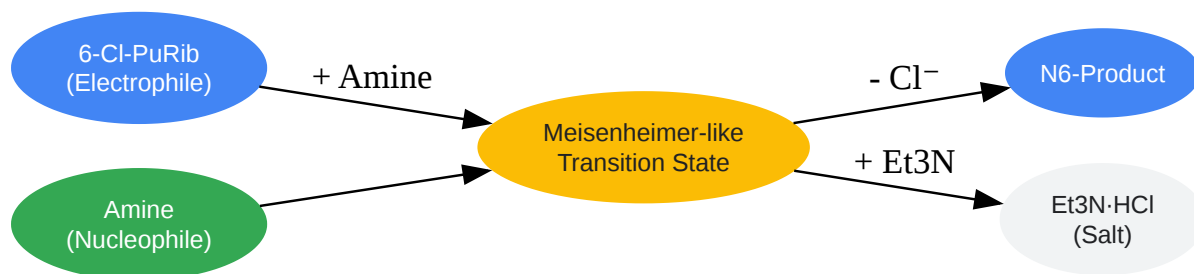 6-Cl-PuRib
(Electrophile)
+ Amine
Amine
(Nucleophile)
Meisenheimer-like
Transition State
- Cl⁻
N6-Product
+ Et3N
Et3N·HCl
(Salt)